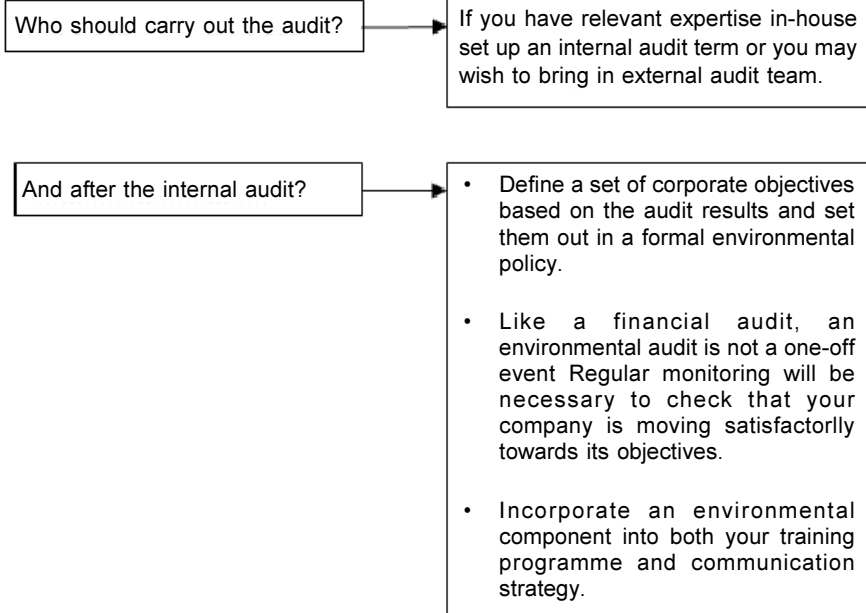 Who should carry out the audit?
If you have relevant expertise in-house
set up an internal audit term or you may
wish to bring in external audit team.
And after the internal audit?
• Define a set of corporate objectives
based on the audit results and set
them out in a formal environmental
policy.
• Like a financial audit, an
environmental audit is not a one-off
event Regular monitoring will be
necessary to check that your
company is moving satisfactorlly
towards its objectives.
• Incorporate an environmental
component into both your training
programme and communication
strategy.